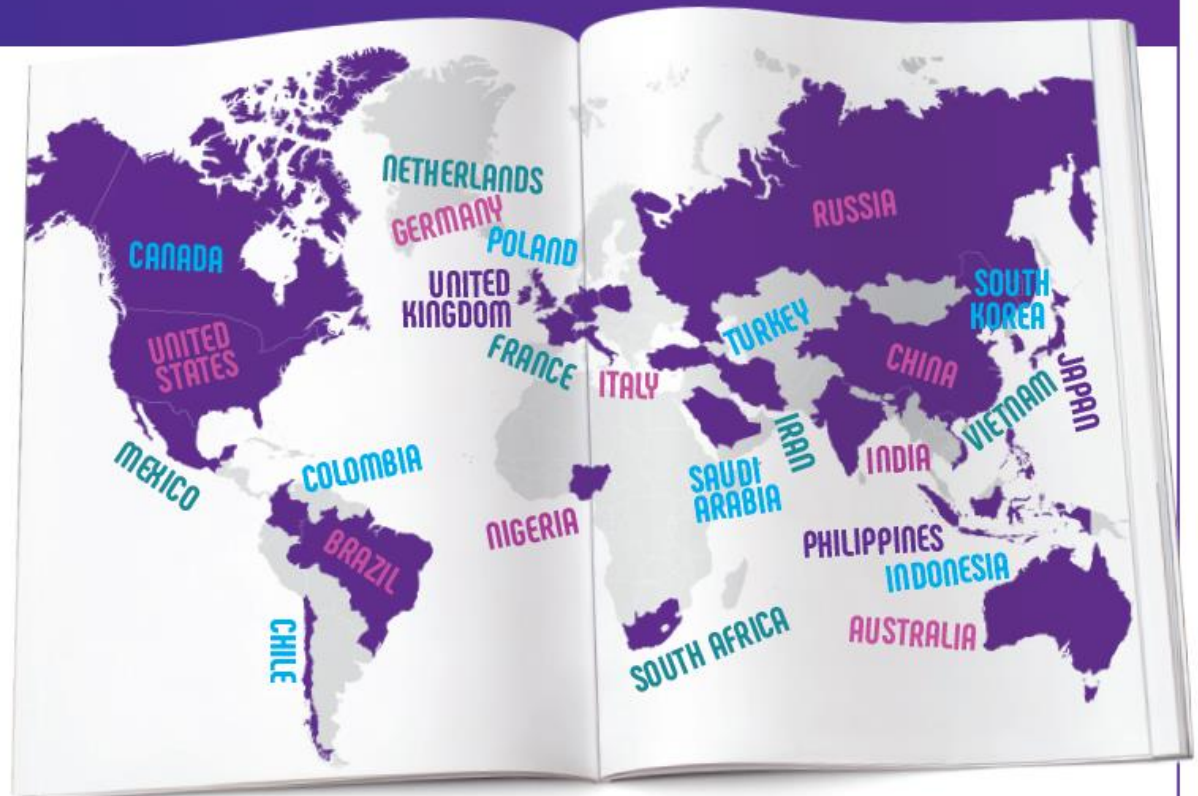 NETHERLANDS
GERMANY
POLAND
UNITED
KINGDOM
FRANCE
ITALY
CANADA
UNITED
STATES
MEXICO
COLOMBIA
BRAZIL
CHILE
NIGERIA
SOUTH AFRICA
RUSSIA
TURKEY
SOUTH
KOREA
CHINA
JAPAN
IRAN
SAUDI
ARABIA
INDIA
VIETNAM
PHILIPPINES
INDONESIA
AUSTRALIA